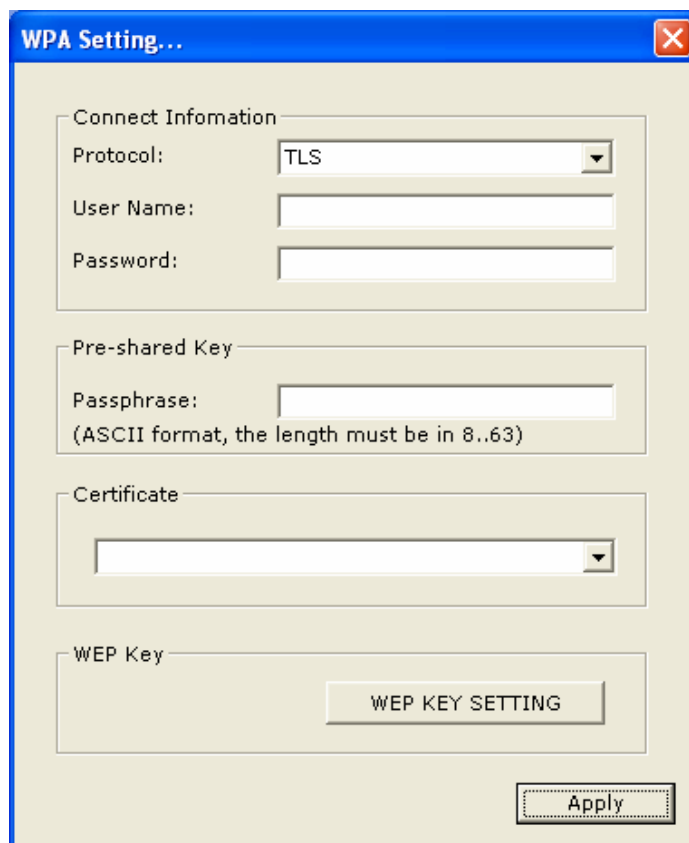 WPA Setting...
Connect Infomation
Protocol:
TLS
User Name:
Password:
Pre-shared Key
Passphrase:
(ASCII format, the length must be in 8..63)
Certificate
WEP Key
WEP KEY SETTING
Apply